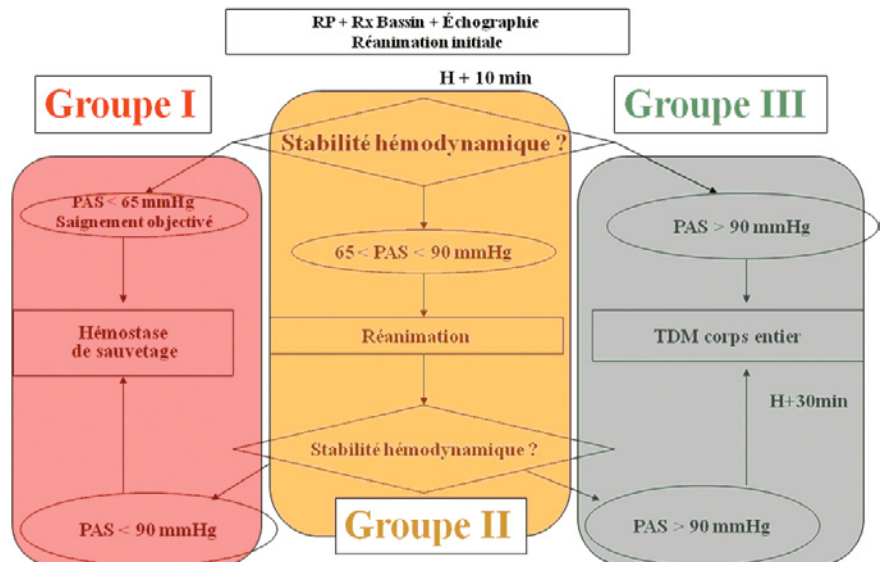 RP + Rx Bassin + Échographie
Réanimation initiale
H + 10 min
Groupe I
Groupe III
Stabilité hémodynamique ?
PAS < 65 mmHg
Saignement objectivé
65 < PAS < 90 mmHg
PAS > 90 mmHg
Hémostase
de sauvetage
Réanimation
TDM corps entier
H+30min
Stabilité hémodynamique ?
PAS < 90 mmHg
Groupe II
PAS > 90 mmHg